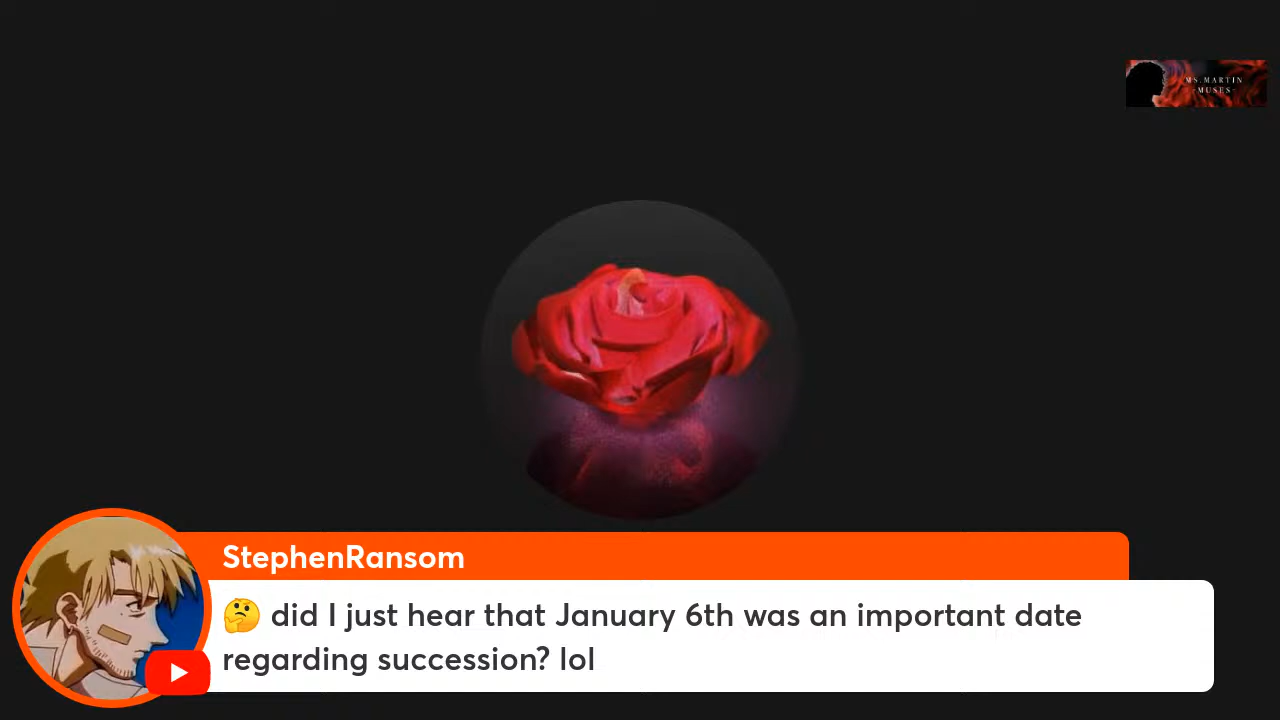 MS.MARTIN
-MUSES-
StephenRansom
🤔 did I just hear that January 6th was an important date
regarding succession? lol